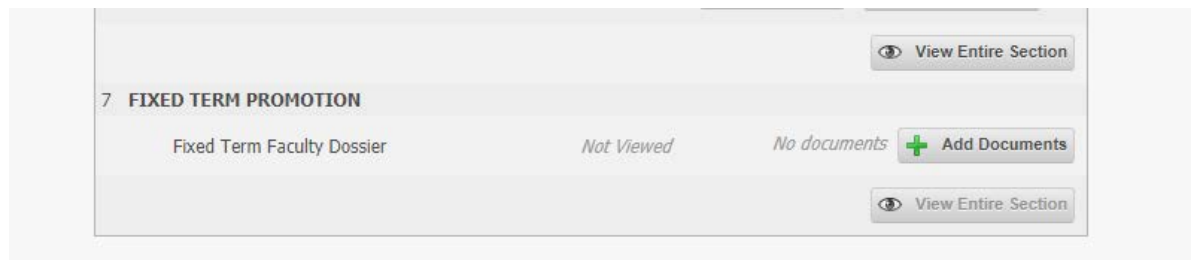 View Entire Section
7 FIXED TERM PROMOTION
Fixed Term Faculty Dossier Not Viewed No documents Add Documents
View Entire Section